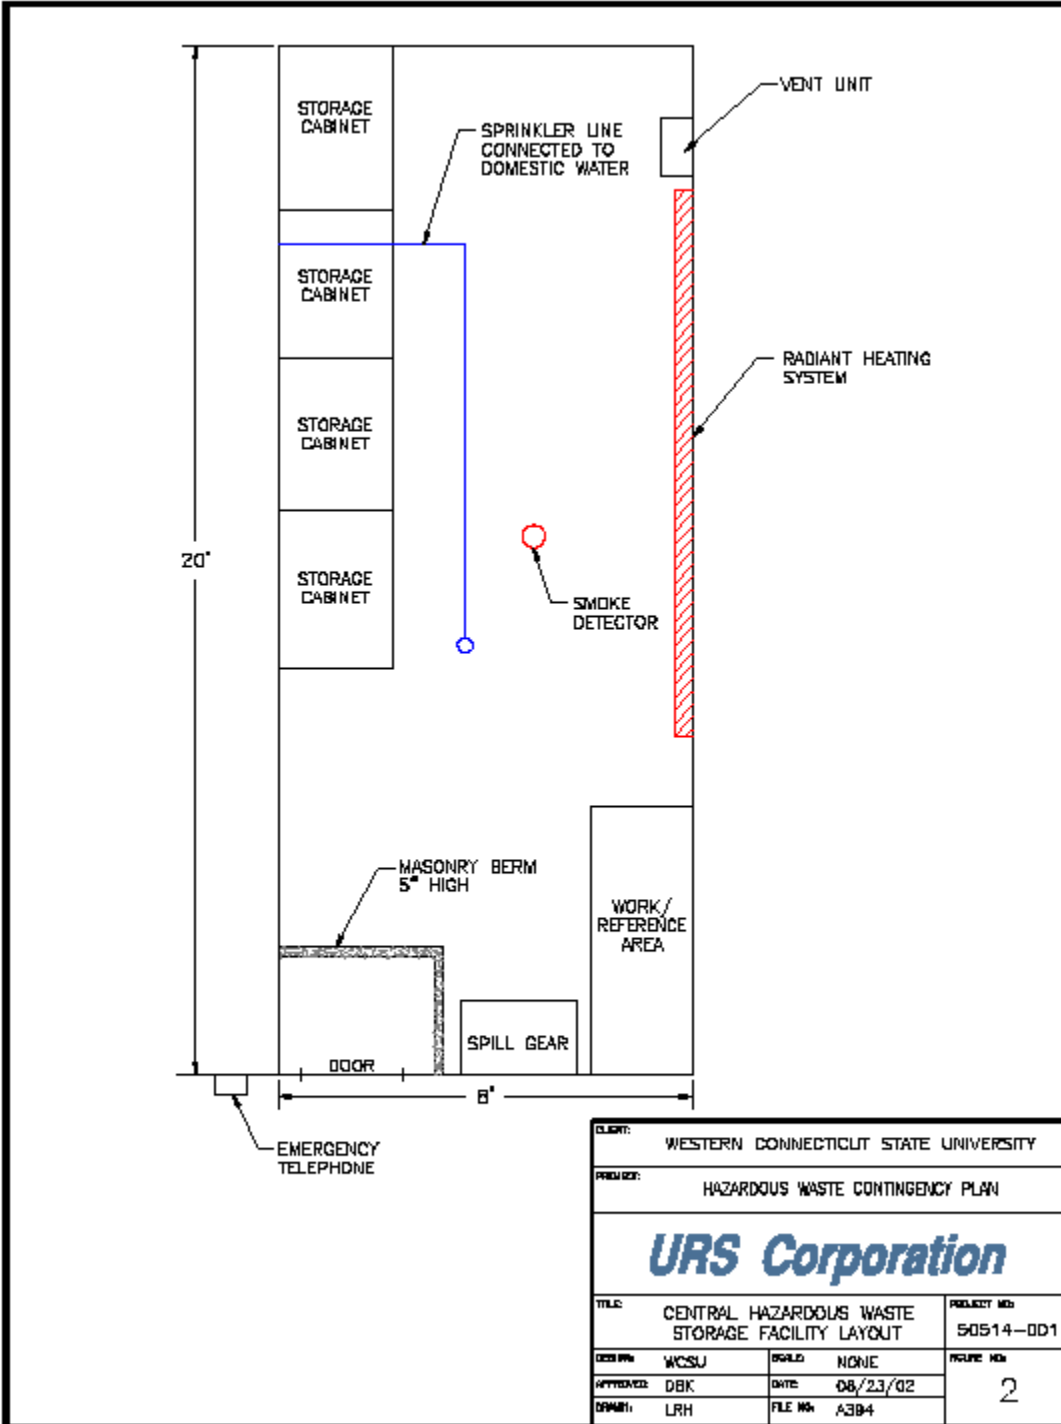 VENT UNIT
STORAGE
CABINET
SPRINKLER LINE
CONNECTED TO
DOMESTIC WATER
STORAGE
CABINET
RADIANT HEATING
SYSTEM
STORAGE
CABINET
20'
STORAGE
CABINET
SMOKE
DETECTOR
MASONRY BERM
5" HIGH
WORK/
REFERENCE
AREA
SPILL GEAR
DOOR
8'
EMERGENCY
TELEPHONE
CLIENT:
WESTERN CONNECTICUT STATE UNIVERSITY
PROJECT:
HAZARDOUS WASTE CONTINGENCY PLAN
URS Corporation
TITLE:
CENTRAL HAZARDOUS WASTE
STORAGE FACILITY LAYOUT
PROJECT NO:
50514-001
DESIGN: WCSU SCALE: NONE
FIGURE NO:
2
APPROVED: DBK DATE: 08/23/02
DRAWN: LRH FILE NO: A394